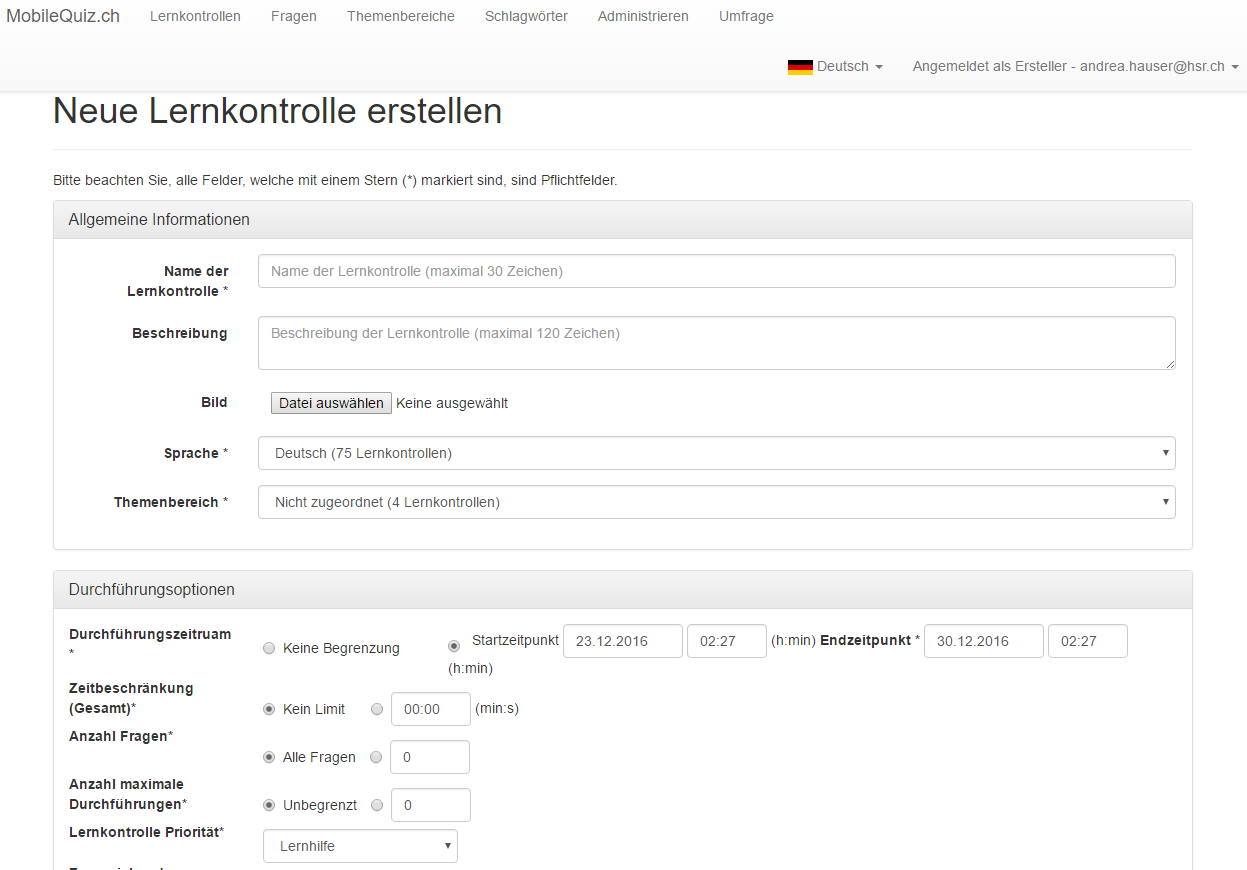 MobileQuiz.ch Lernkontrollen Fragen Themenbereiche Schlagwörter Administrieren Umfrage
Deutsch Angemeldet als Ersteller - andrea.hauser@hsr.ch
Neue Lernkontrolle erstellen
Bitte beachten Sie, alle Felder, welche mit einem Stern (*) markiert sind, sind Pflichtfelder.
Allgemeine Informationen
Name der
Lernkontrolle *
Name der Lernkontrolle (maximal 30 Zeichen)
Beschreibung
Beschreibung der Lernkontrolle (maximal 120 Zeichen)
Bild
Datei auswählen Keine ausgewählt
Sprache *
Deutsch (75 Lernkontrollen)
Themenbereich *
Nicht zugeordnet (4 Lernkontrollen)
Durchführungsoptionen
Durchführungszeitruam
*
Keine Begrenzung
Startzeitpunkt 23.12.2016 02:27 (h:min) Endzeitpunkt * 30.12.2016 02:27
(h:min)
Zeitbeschränkung
(Gesamt)*
Kein Limit 00:00 (min:s)
Anzahl Fragen*
Alle Fragen 0
Anzahl maximale
Durchführungen*
Unbegrenzt 0
Lernkontrolle Priorität*
Lernhilfe